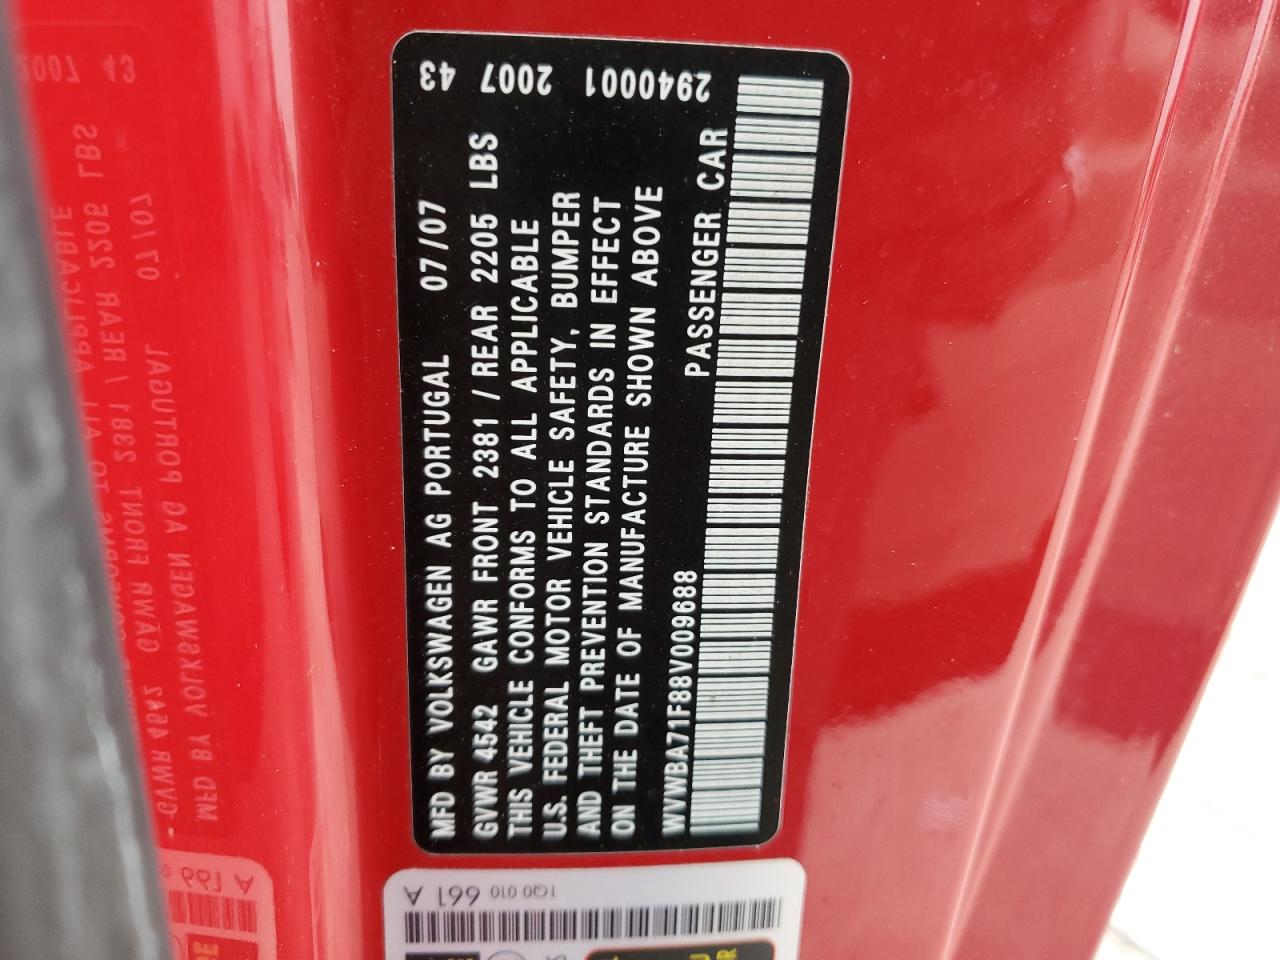 MFD BY VOLKSWAGEN AG PORTUGAL 07/07
GVWR 4542 GAWR FRONT 2381 / REAR 2205 LBS
THIS VEHICLE CONFORMS TO ALL APPLICABLE
U.S. FEDERAL MOTOR VEHICLE SAFETY, BUMPER
AND THEFT PREVENTION STANDARDS IN EFFECT
ON THE DATE OF MANUFACTURE SHOWN ABOVE
WVWBA71F88V009688 PASSENGER CAR
43 2007 2940001
1Q0 010 661 A